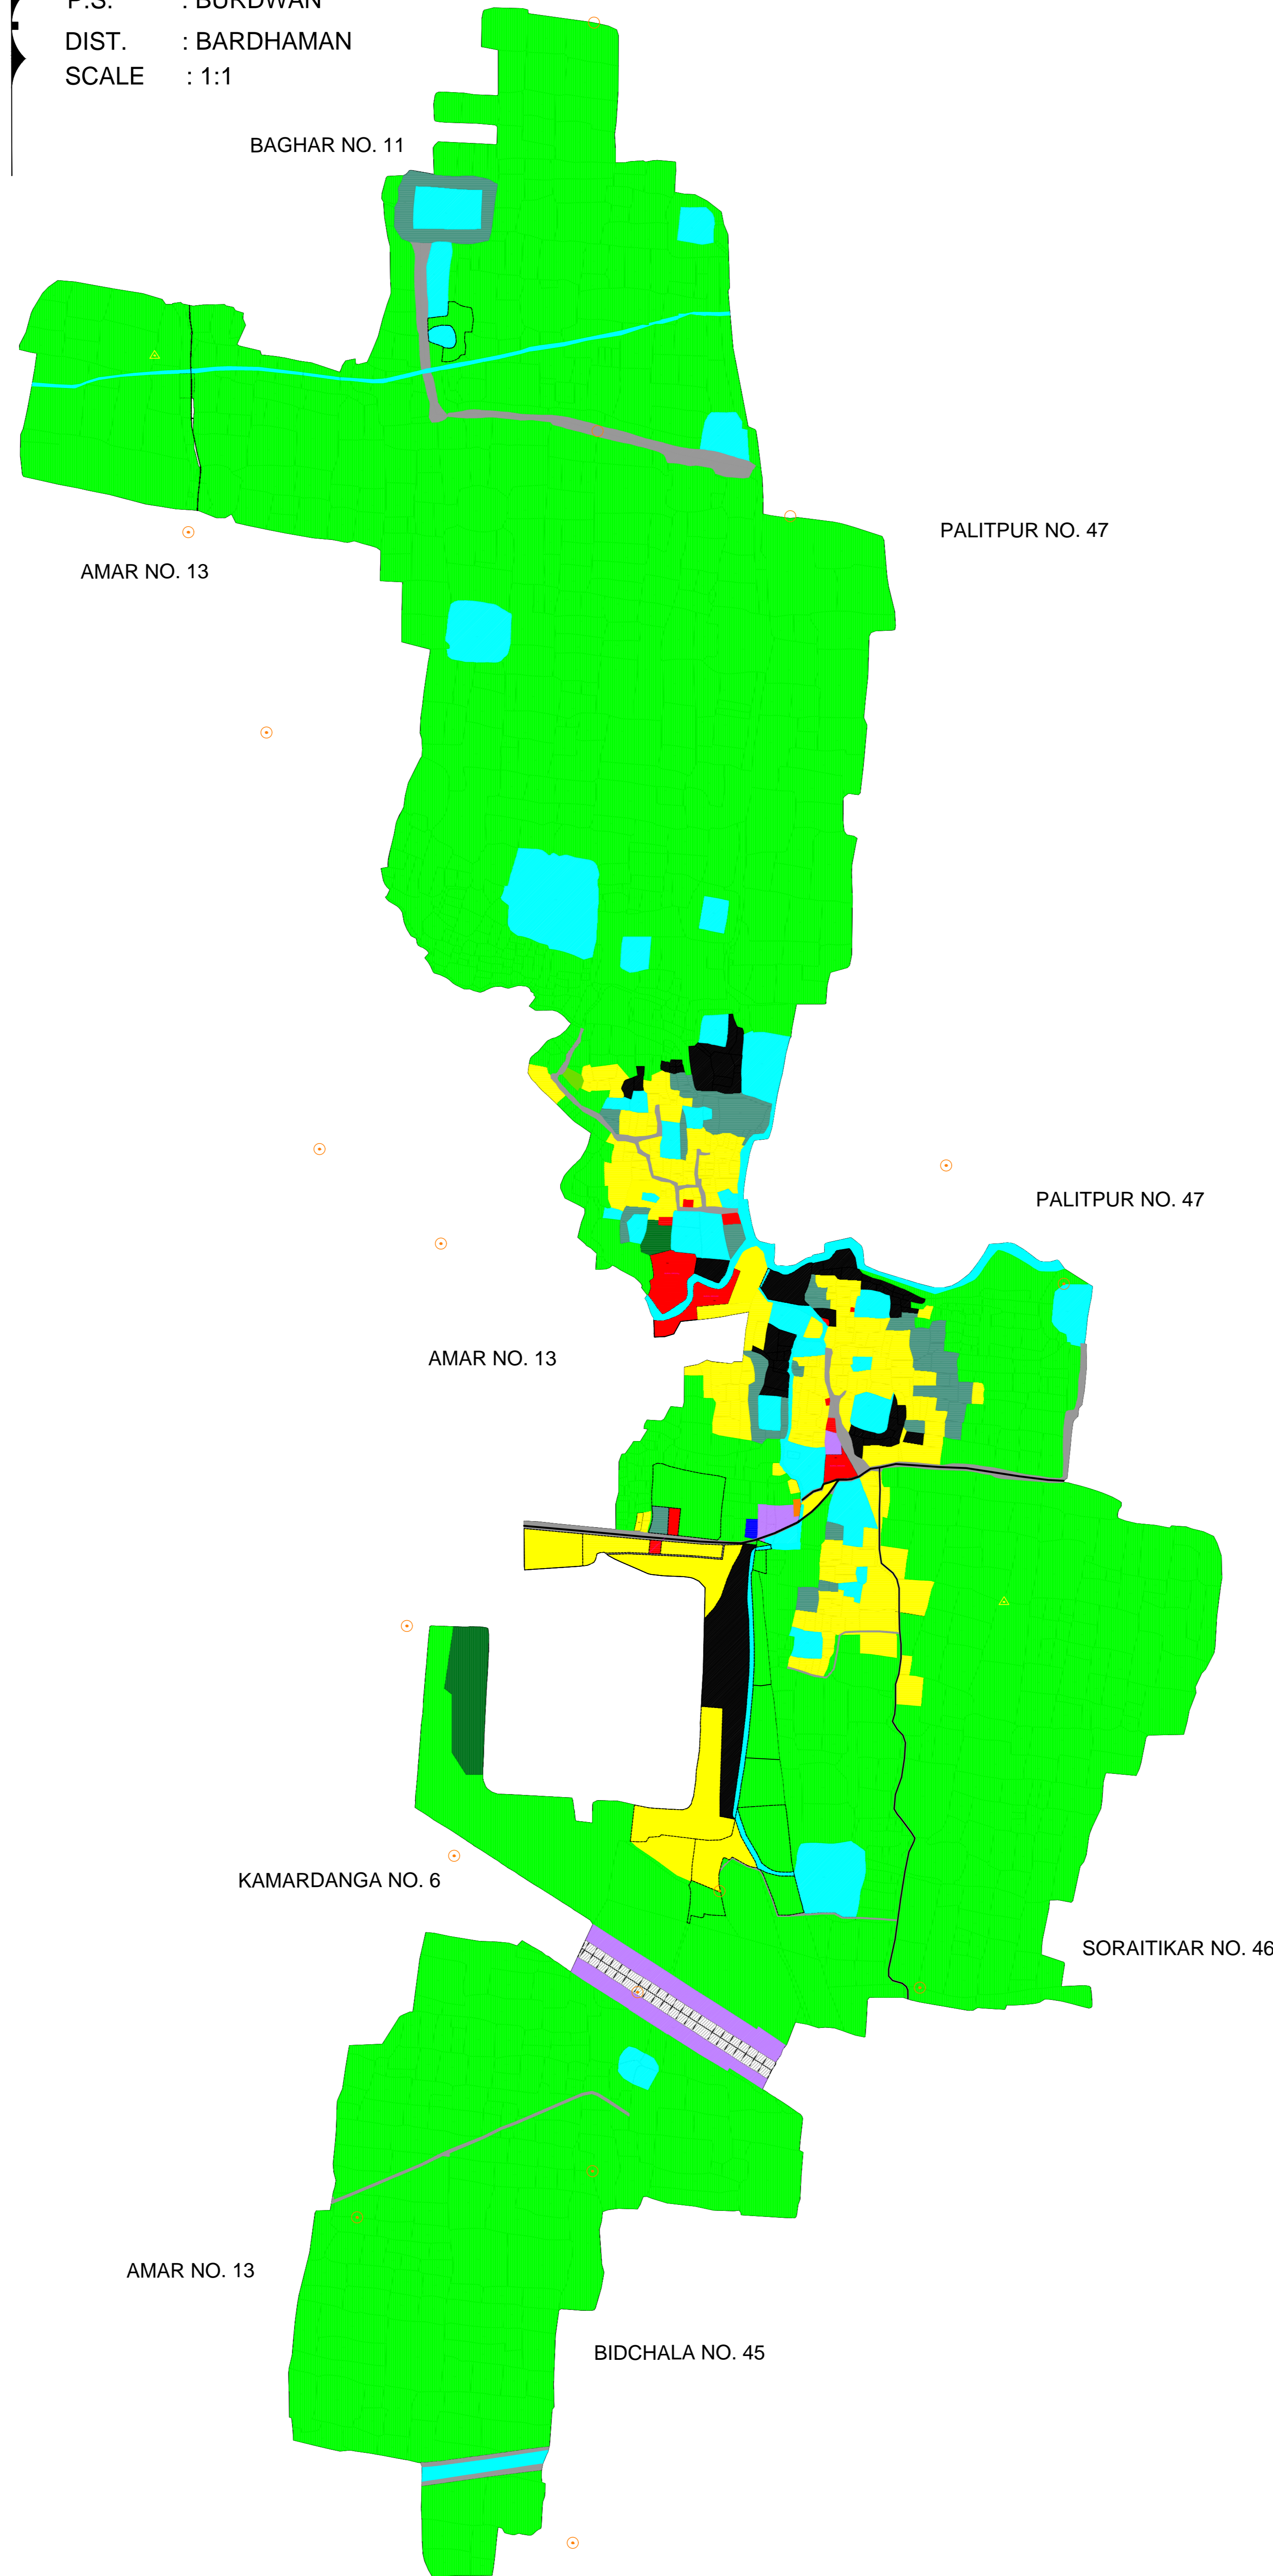 P.S. : BURDWAN
DIST. : BARDHAMAN
SCALE : 1:1
BAGHAR NO. 11
PALITPUR NO. 47
AMAR NO. 13
PALITPUR NO. 47
AMAR NO. 13
KAMARDANGA NO. 6
SORAITIKAR NO. 46
AMAR NO. 13
BIDCHALA NO. 45